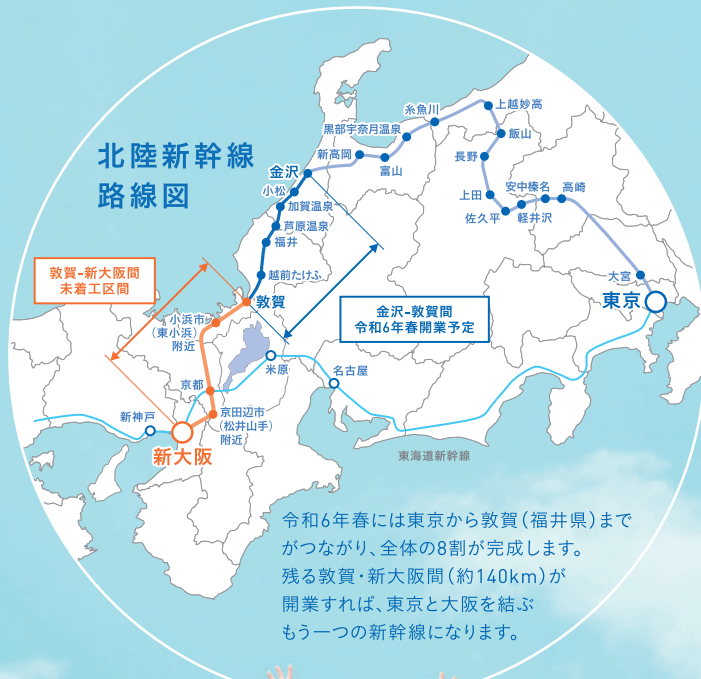 北陸新幹線
路線図
糸魚川
上越妙高
黒部宇奈月温泉
飯山
新高岡
長野
金沢
富山
小松
上田
安中榛名
高崎
加賀温泉
佐久平
軽井沢
芦原温泉
福井
敦賀-新大阪間
未着工区間
越前たけふ
大宮
敦賀
東京
金沢-敦賀間
令和6年春開業予定
小浜市
(東小浜)
附近
米原
名古屋
京都
新神戸
京田辺市
(松井山手)
附近
新大阪
東海道新幹線
令和6年春には東京から敦賀(福井県)まで
がつながり、全体の8割が完成します。
残る敦賀・新大阪間(約140km)が
開業すれば、東京と大阪を結ぶ
もう一つの新幹線になります。